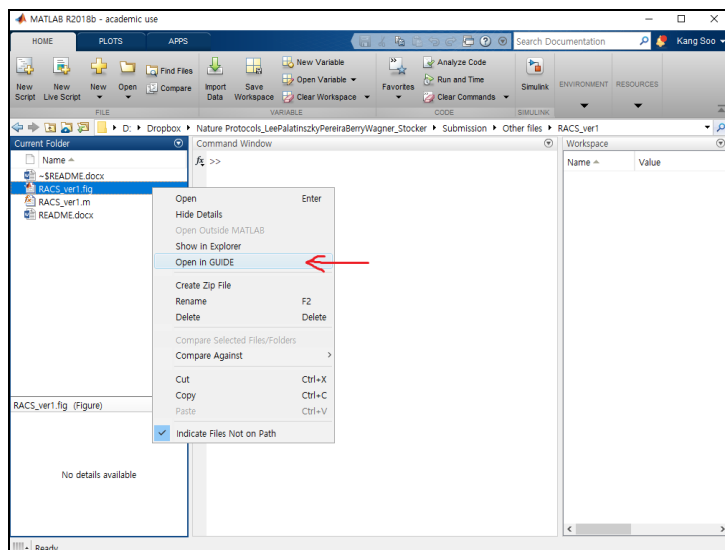 MATLAB R2018b - academic use
HOME PLOTS APPS Search Documentation Kang Soo
New Script
New Live Script
New
Open
Find Files
Compare
Import Data
Save Workspace
New Variable
Open Variable
Clear Workspace
Favorites
Analyze Code
Run and Time
Clear Commands
Simulink
ENVIRONMENT
RESOURCES
FILE VARIABLE CODE SIMULINK
D: Dropbox Nature Protocols_LeePalatinszkyPereiraBerryWagner_Stocker Submission Other files RACS_ver1
Current Folder
Name
~$README.docx
RACS_ver1.fig
RACS_ver1.m
README.docx
Command Window
fx >>
Workspace
Name Value
Open Enter
Hide Details
Open Outside MATLAB
Show in Explorer
Open in GUIDE
Create Zip File
Rename F2
Delete Delete
Compare Selected Files/Folders
Compare Against >
Cut Ctrl+X
Copy Ctrl+C
Paste Ctrl+V
Indicate Files Not on Path
RACS_ver1.fig (Figure)
No details available
Ready